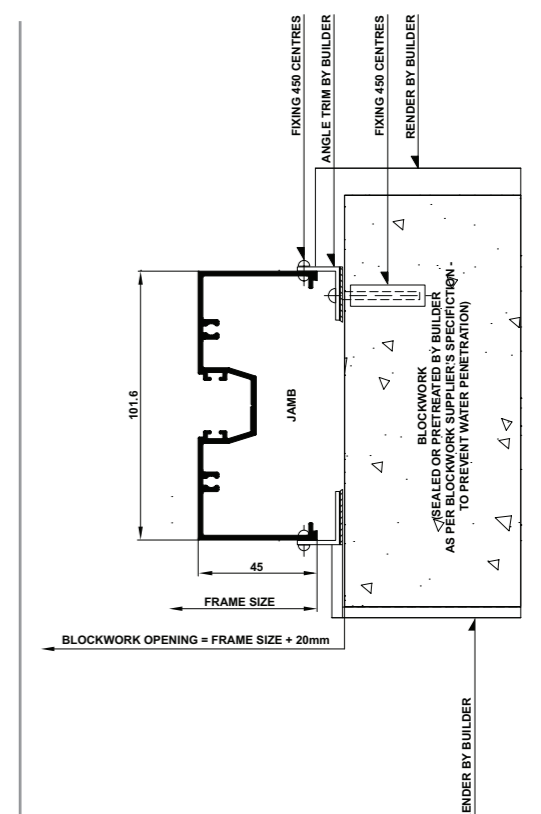 FIXING 450 CENTRES
ANGLE TRIM BY BUILDER
FIXING 450 CENTRES
RENDER BY BUILDER
101.6
JAMB
BLOCKWORK
(SEALED OR PRETREATED BY BUILDER
AS PER BLOCKWORK SUPPLIER'S SPECIFICTION -
TO PREVENT WATER PENETRATION)
45
FRAME SIZE
BLOCKWORK OPENING = FRAME SIZE + 20mm
ENDER BY BUILDER